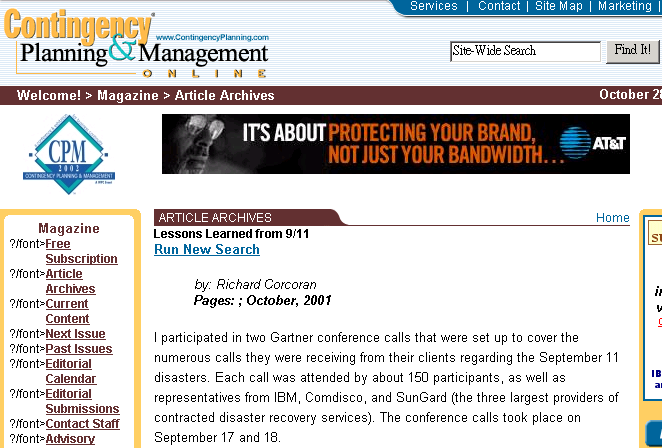 Services | Contact | Site Map | Marketing |
Contingency
www.ContingencyPlanning.com
Planning & Management
ONLINE
Site-Wide Search
Find It!
Welcome! > Magazine > Article Archives
October 2
CPM
2002
CONTINGENCY PLANNING & MANAGEMENT
IT'S ABOUT PROTECTING YOUR BRAND,
NOT JUST YOUR BANDWIDTH...
AT&T
Magazine
?/font>Free
Subscription
?/font>Article
Archives
?/font>Current
Content
?/font>Next Issue
?/font>Past Issues
?/font>Editorial
Calendar
?/font>Editorial
Submissions
?/font>Contact Staff
?/font>Advisory
ARTICLE ARCHIVES
Home
Lessons Learned from 9/11
Run New Search
by: Richard Corcoran
Pages: ; October, 2001
I participated in two Gartner conference calls that were set up to cover the
numerous calls they were receiving from their clients regarding the September 11
disasters. Each call was attended by about 150 participants, as well as
representatives from IBM, Comdisco, and SunGard (the three largest providers of
contracted disaster recovery services). The conference calls took place on
September 17 and 18.